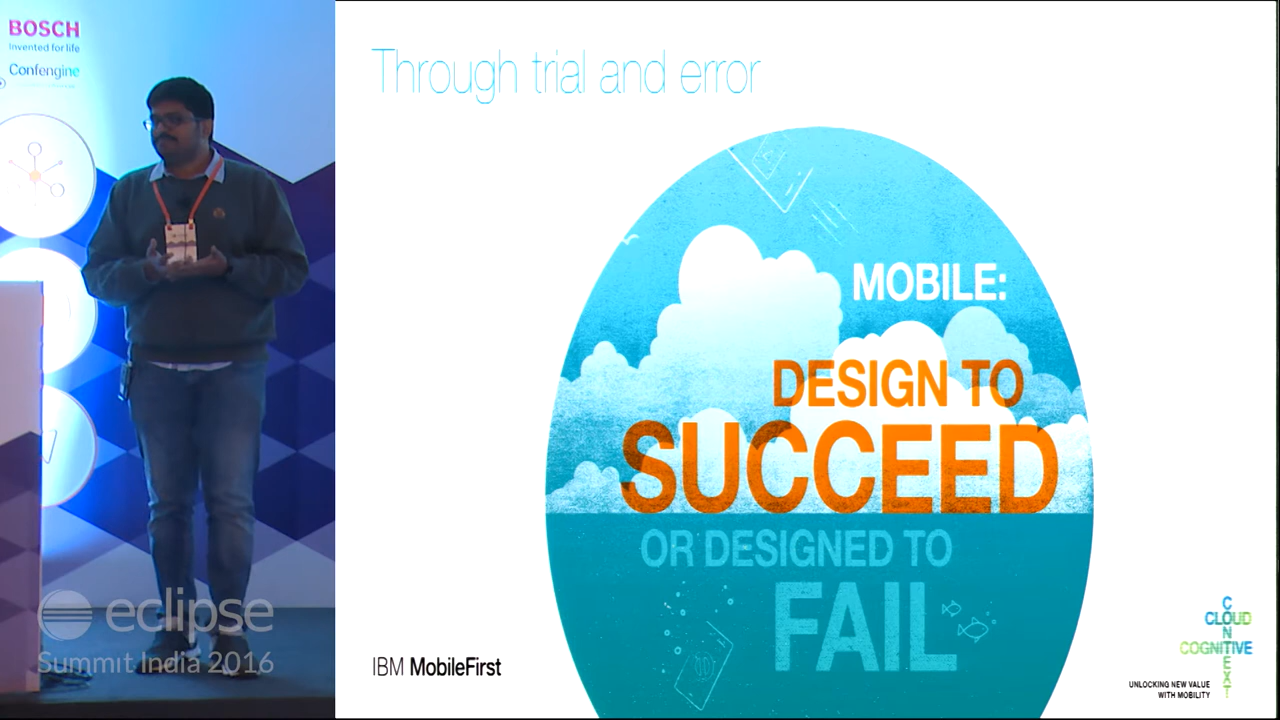 BOSCH
Invented for life
Confengine
eclipse
Summit India 2016
Through trial and error
MOBILE:
DESIGN TO
SUCCEED
OR DESIGNED TO
FAIL
IBM MobileFirst
CLOUD
COGNITIVE
CONTEXT
UNLOCKING NEW VALUE
WITH MOBILITY